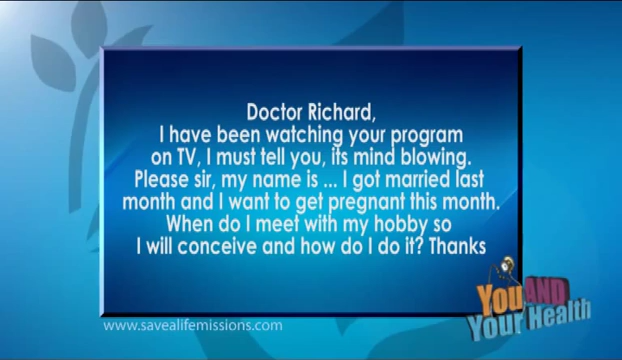 Doctor Richard,
I have been watching your program
on TV, I must tell you, its mind blowing.
Please sir, my name is ... I got married last
month and I want to get pregnant this month.
When do I meet with my hobby so
I will conceive and how do I do it? Thanks
You AND
Your Health
www.savealifemissions.com